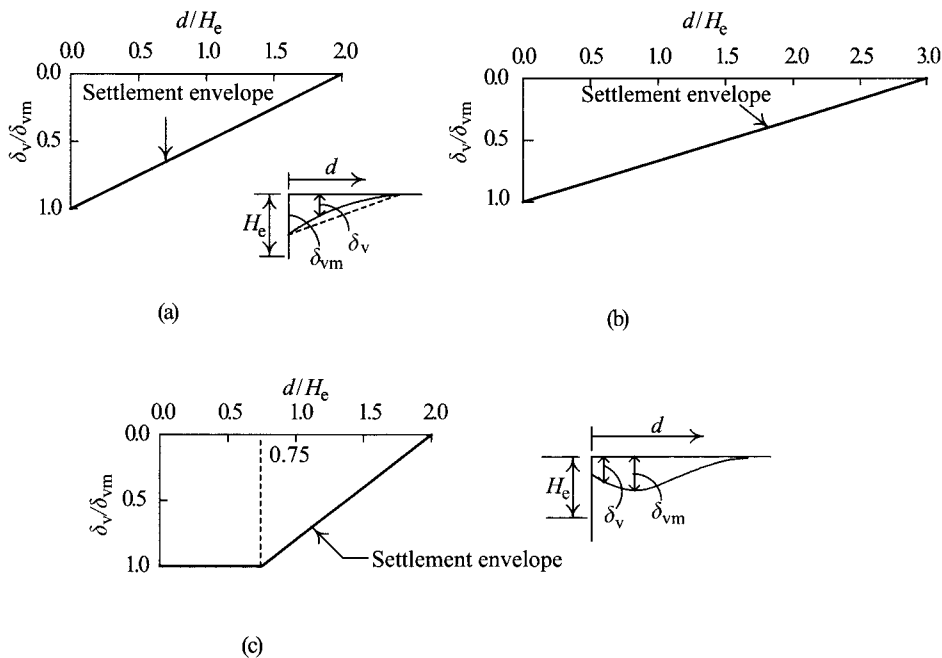 d/He
0.0 0.5 1.0 1.5 2.0
0.0
Settlement envelope
0.5
δv/δvm
1.0
d
He
δv
δvm
(a)
d/He
0.0 0.5 1.0 1.5 2.0 2.5 3.0
0.0
Settlement envelope
0.5
δv/δvm
1.0
(b)
d/He
0.0 0.5 1.0 1.5 2.0
0.0
0.75
0.5
δv/δvm
Settlement envelope
1.0
d
He
δv
δvm
(c)